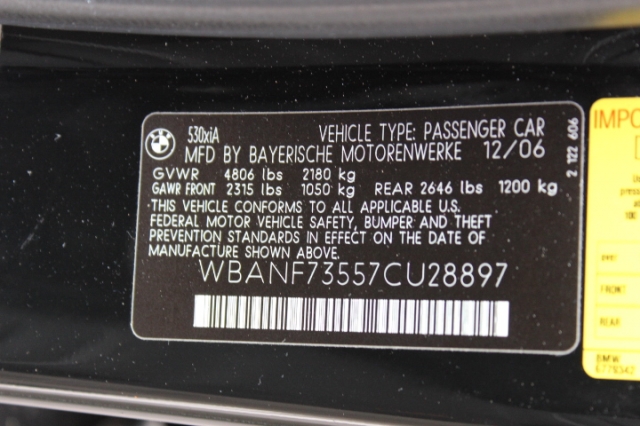 BMW
530xiA VEHICLE TYPE: PASSENGER CAR
MFD BY BAYERISCHE MOTORENWERKE 12/06
GVWR 4806 lbs 2180 kg
GAWR FRONT 2315 lbs 1050 kg REAR 2646 lbs 1200 kg
THIS VEHICLE CONFORMS TO ALL APPLICABLE U.S.
FEDERAL MOTOR VEHICLE SAFETY, BUMPER AND THEFT
PREVENTION STANDARDS IN EFFECT ON THE DATE OF
MANUFACTURE SHOWN ABOVE.
WBANF73557CU28897
2 122 606
IMPO
FRONT
REAR
BMW